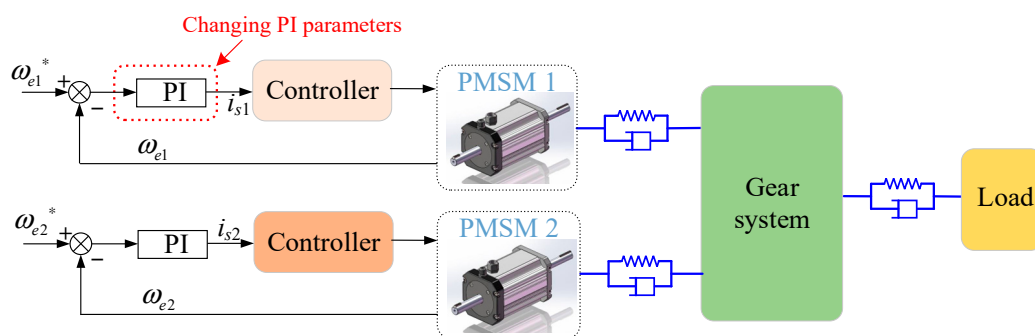 Changing PI parameters
ωe1*
+
−
PI
is1
Controller
PMSM 1
ωe1
Gear
system
Load
ωe2*
+
−
PI
is2
Controller
PMSM 2
ωe2